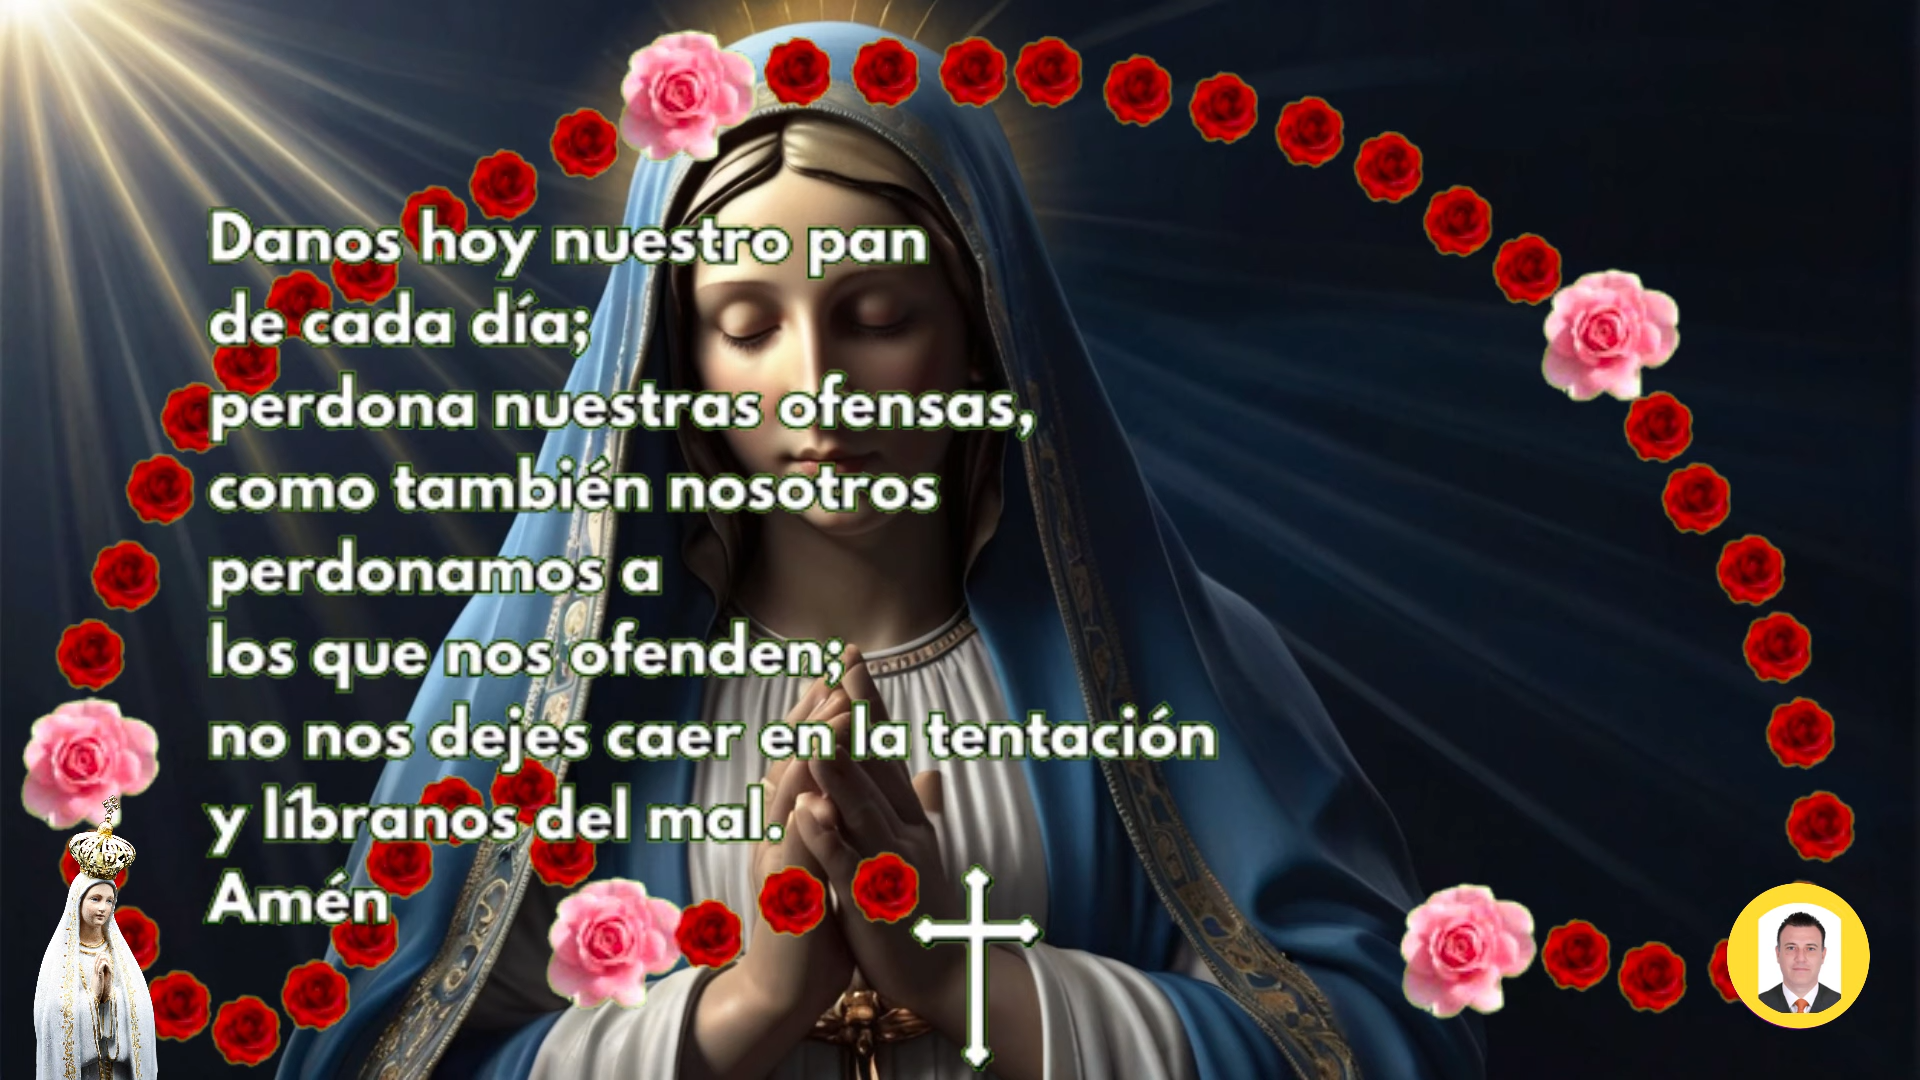 Danos hoy nuestro pan
de cada día;
perdona nuestras ofensas,
como también nosotros
perdonamos a
los que nos ofenden;
no nos dejes caer en la tentación
y líbranos del mal.
Amén